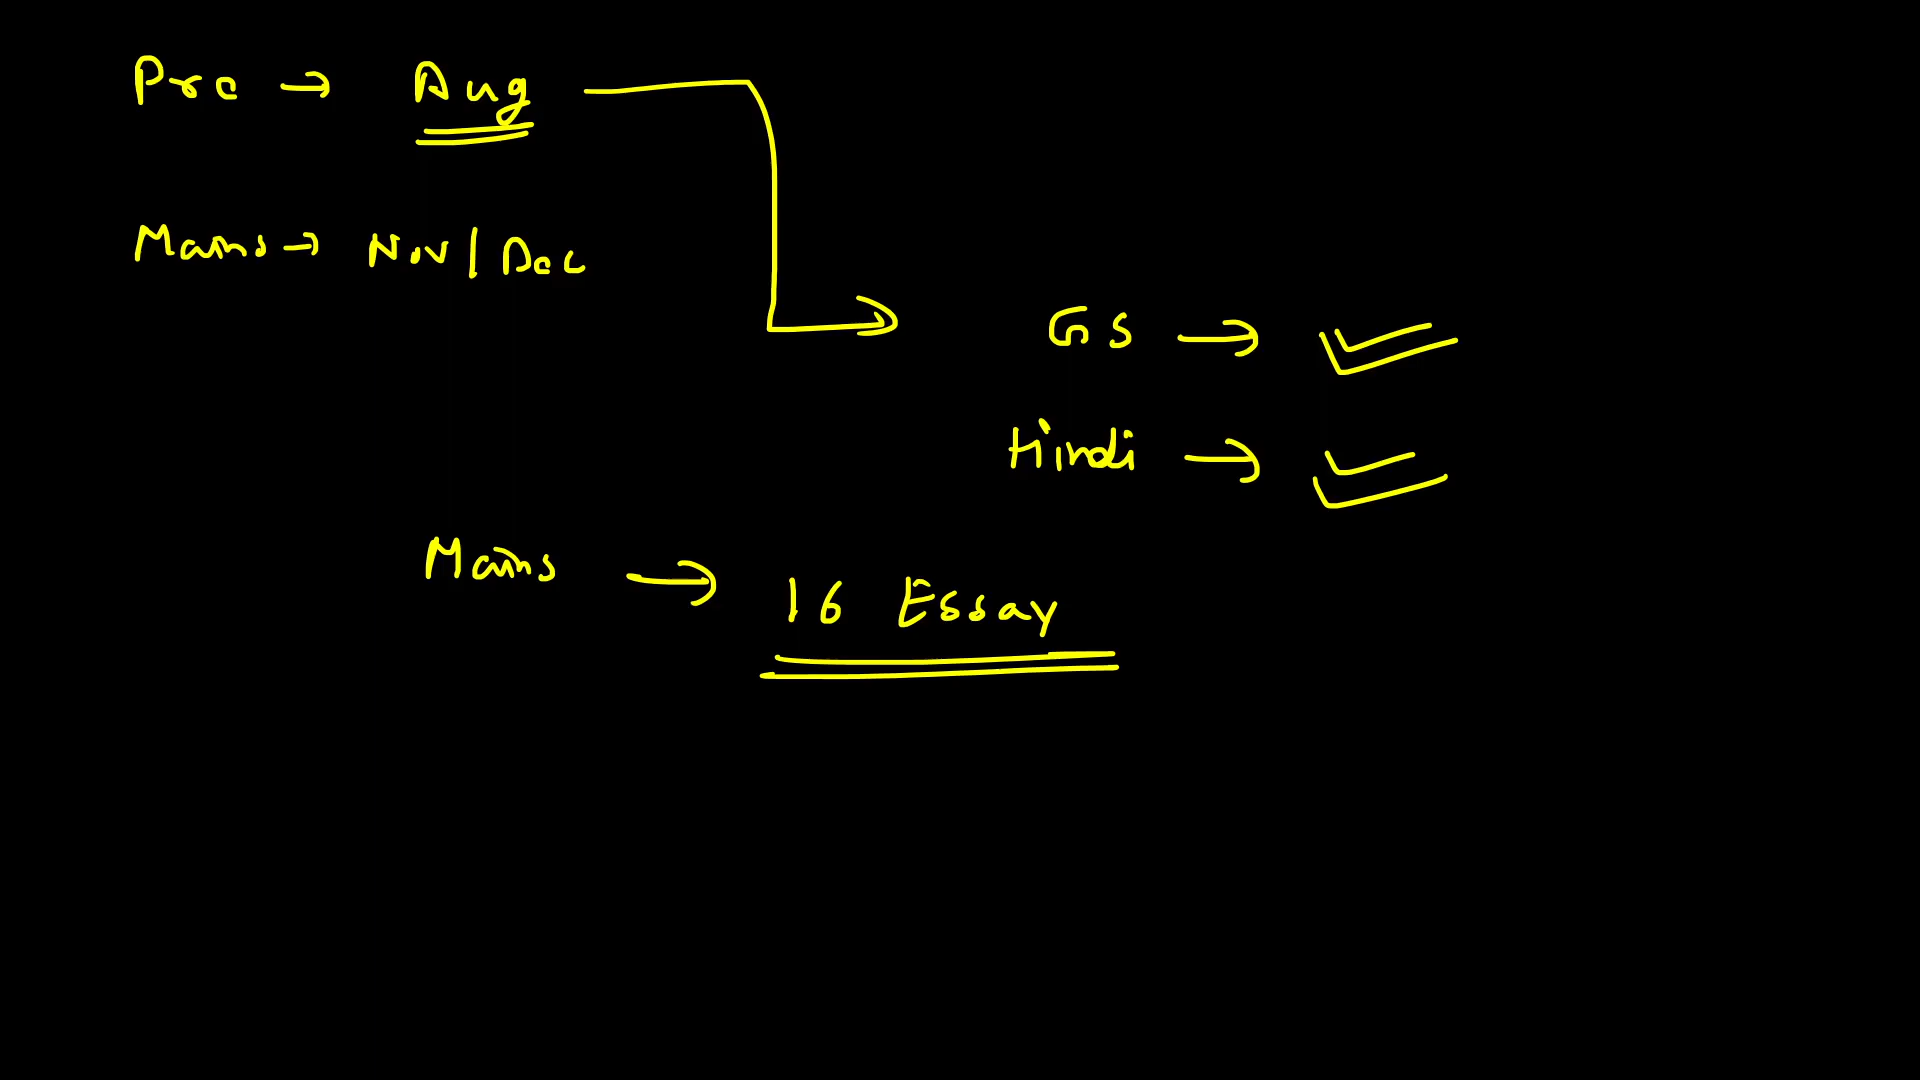 Pre → Aug
Mains → Nov/Dec
GS →
Hindi →
Mains → 16 Essay